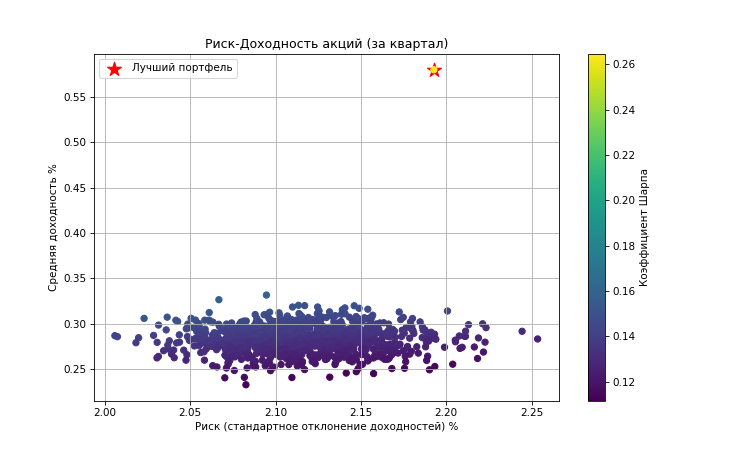 Риск-Доходность акций (за квартал)
Лучший портфель
0.55
0.50
0.45
0.40
0.35
0.30
0.25
Средняя доходность %
2.00 2.05 2.10 2.15 2.20 2.25
Риск (стандартное отклонение доходностей) %
0.26
0.24
0.22
0.20
0.18
0.16
0.14
0.12
Коэффициент Шарпа